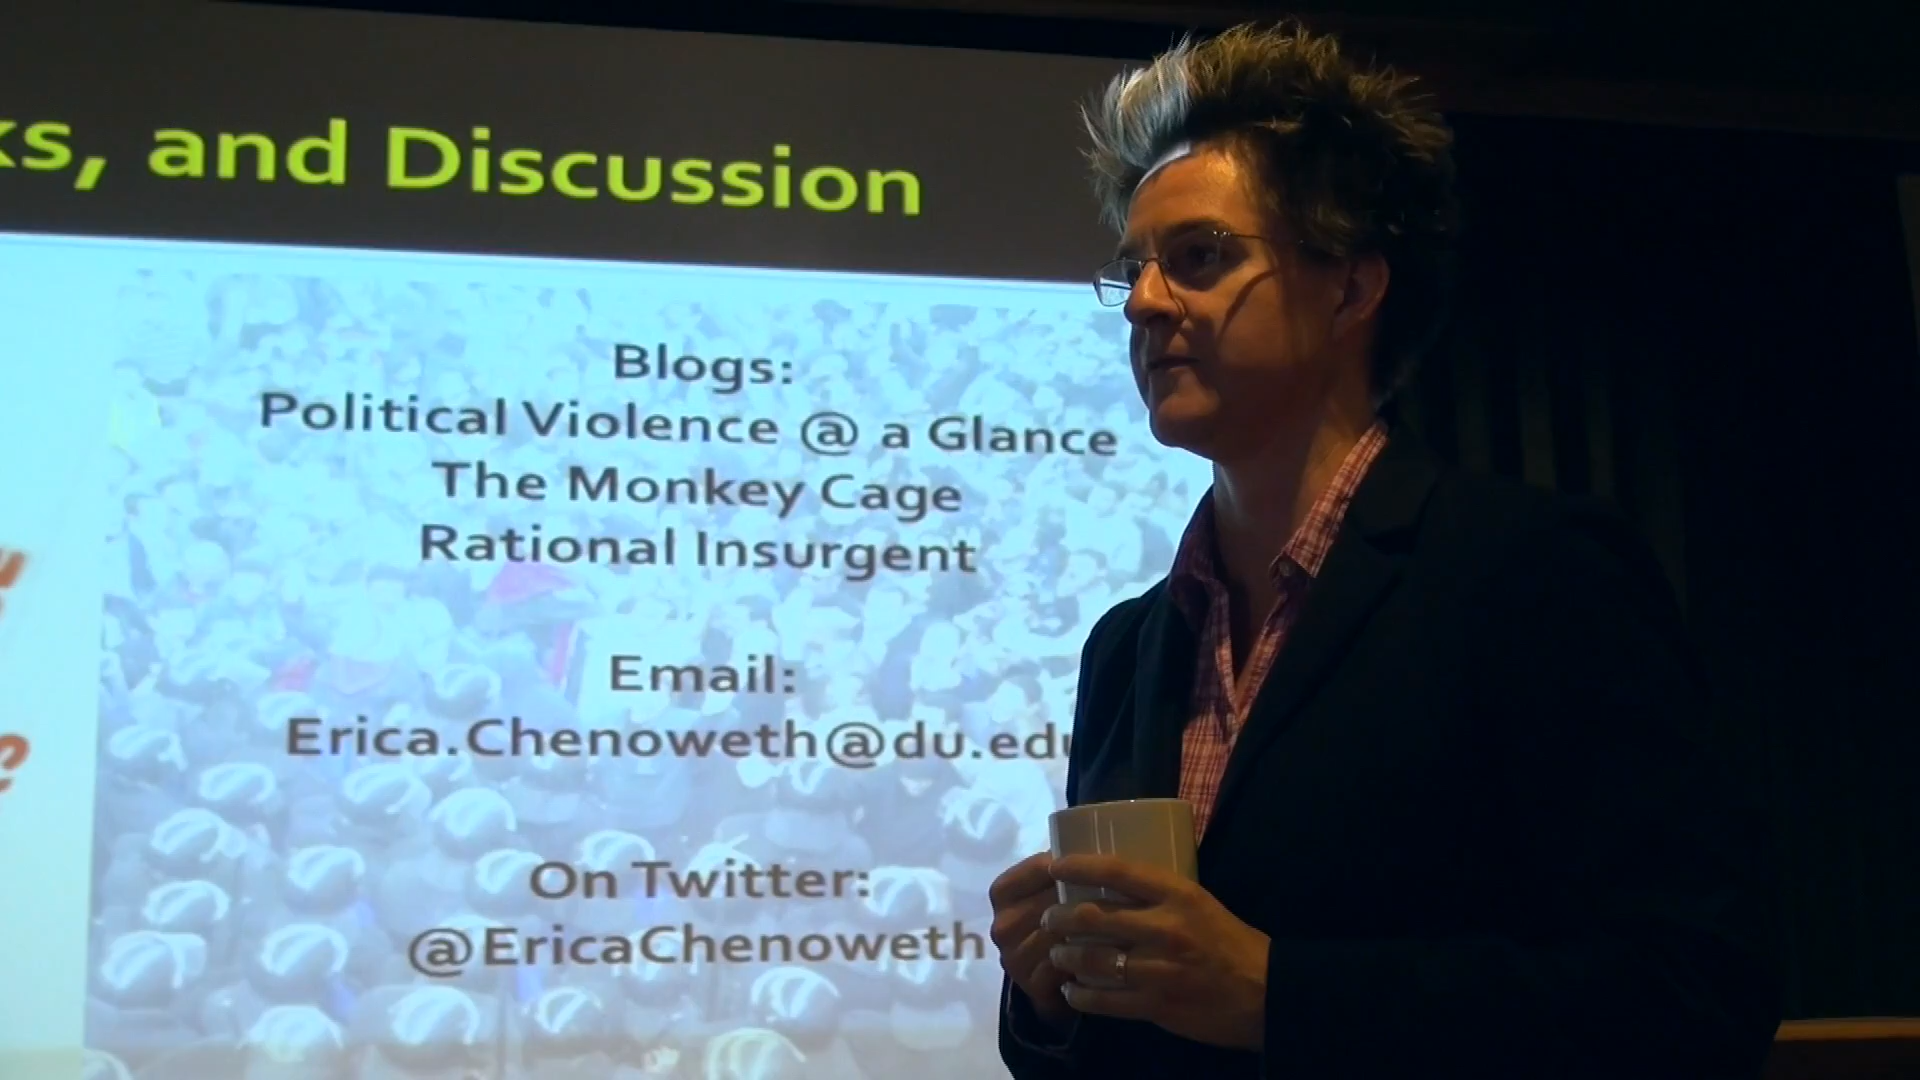 and Discussion
Blogs:
Political Violence @ a Glance
The Monkey Cage
Rational Insurgent
Email:
Erica.Chenoweth@du.edu
On Twitter:
@EricaChenoweth